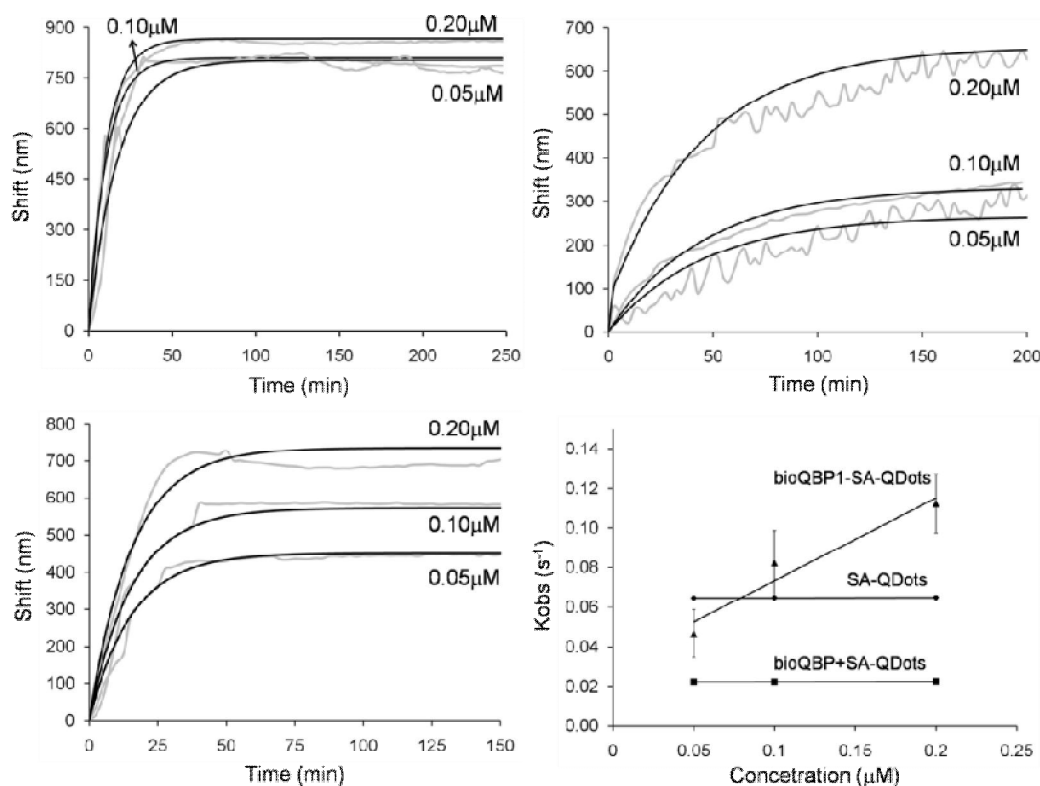 900
750
600
450
300
150
0
Shift (nm)
0.10μM
0.20μM
0.05μM
0 50 100 150 200 250
Time (min)
700
600
500
400
300
200
100
0
Shift (nm)
0.20μM
0.10μM
0.05μM
0 50 100 150 200
Time (min)
800
700
600
500
400
300
200
100
0
Shift (nm)
0.20μM
0.10μM
0.05μM
0 25 50 75 100 125 150
Time (min)
0.14
0.12
0.10
0.08
0.06
0.04
0.02
0.00
Kobs (s⁻¹)
bioQBP1-SA-QDots
SA-QDots
bioQBP+SA-QDots
0 0.05 0.1 0.15 0.2 0.25
Concetration (μM)